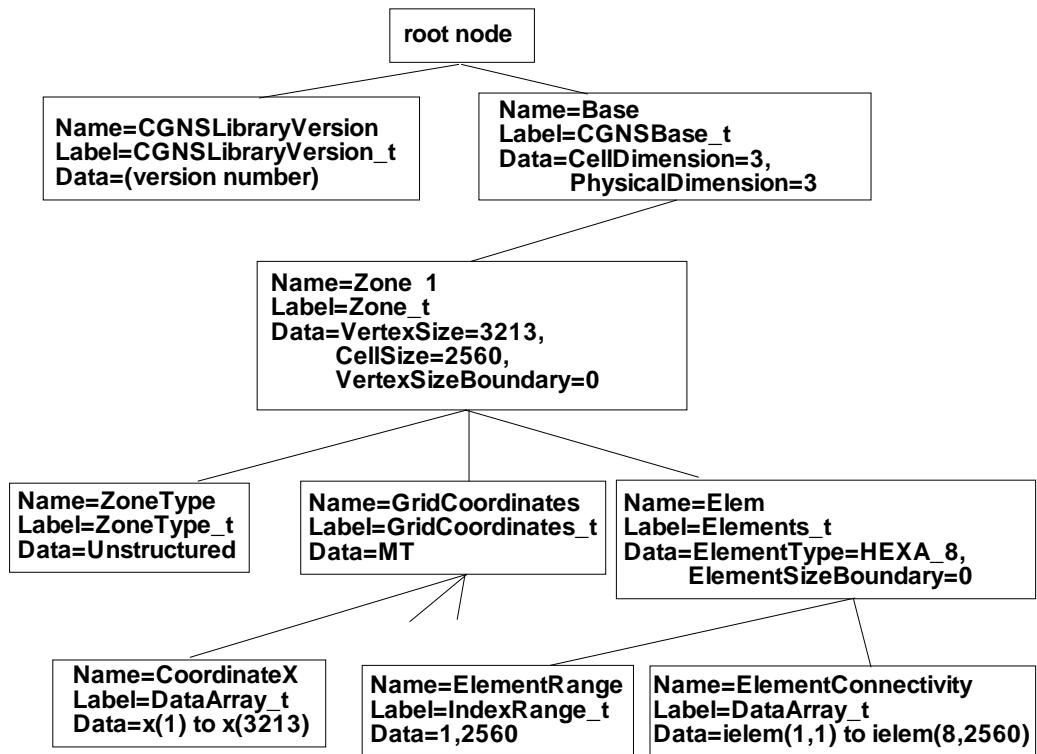 root node
Name=CGNSLibraryVersion
Label=CGNSLibraryVersion_t
Data=(version number)
Name=Base
Label=CGNSBase_t
Data=CellDimension=3,
PhysicalDimension=3
Name=Zone 1
Label=Zone_t
Data=VertexSize=3213,
CellSize=2560,
VertexSizeBoundary=0
Name=ZoneType
Label=ZoneType_t
Data=Unstructured
Name=GridCoordinates
Label=GridCoordinates_t
Data=MT
Name=Elem
Label=Elements_t
Data=ElementType=HEXA_8,
ElementSizeBoundary=0
Name=CoordinateX
Label=DataArray_t
Data=x(1) to x(3213)
Name=ElementRange
Label=IndexRange_t
Data=1,2560
Name=ElementConnectivity
Label=DataArray_t
Data=ielem(1,1) to ielem(8,2560)